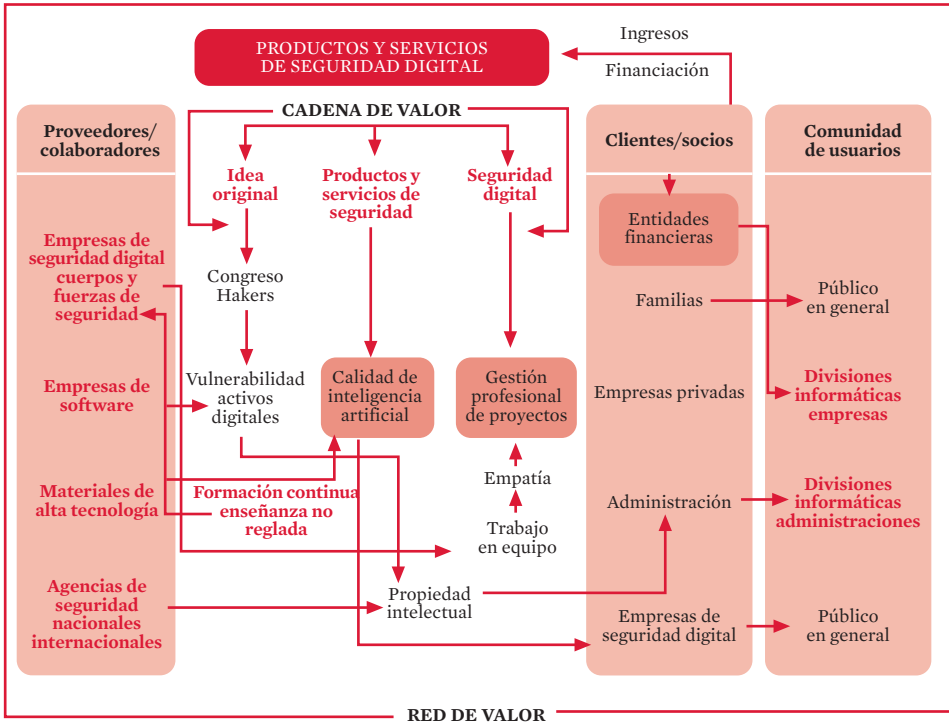 PRODUCTOS Y SERVICIOS
DE SEGURIDAD DIGITAL
Ingresos
Financiación
CADENA DE VALOR
Proveedores/
colaboradores
Empresas de
seguridad digital
cuerpos y
fuerzas de
seguridad
Empresas de
software
Materiales de
alta tecnología
Agencias de
seguridad
nacionales
internacionales
Idea
original
Congreso
Hakers
Vulnerabilidad
activos
digitales
Formación continua
enseñanza no
reglada
Productos y
servicios de
seguridad
Calidad de
inteligencia
artificial
Propiedad
intelectual
Seguridad
digital
Gestión
profesional
de proyectos
Empatía
Trabajo
en equipo
Clientes/socios
Entidades
financieras
Familias
Empresas privadas
Administración
Empresas de
seguridad digital
Comunidad
de usuarios
Público
en general
Divisiones
informáticas
empresas
Divisiones
informáticas
administraciones
Público
en general
RED DE VALOR